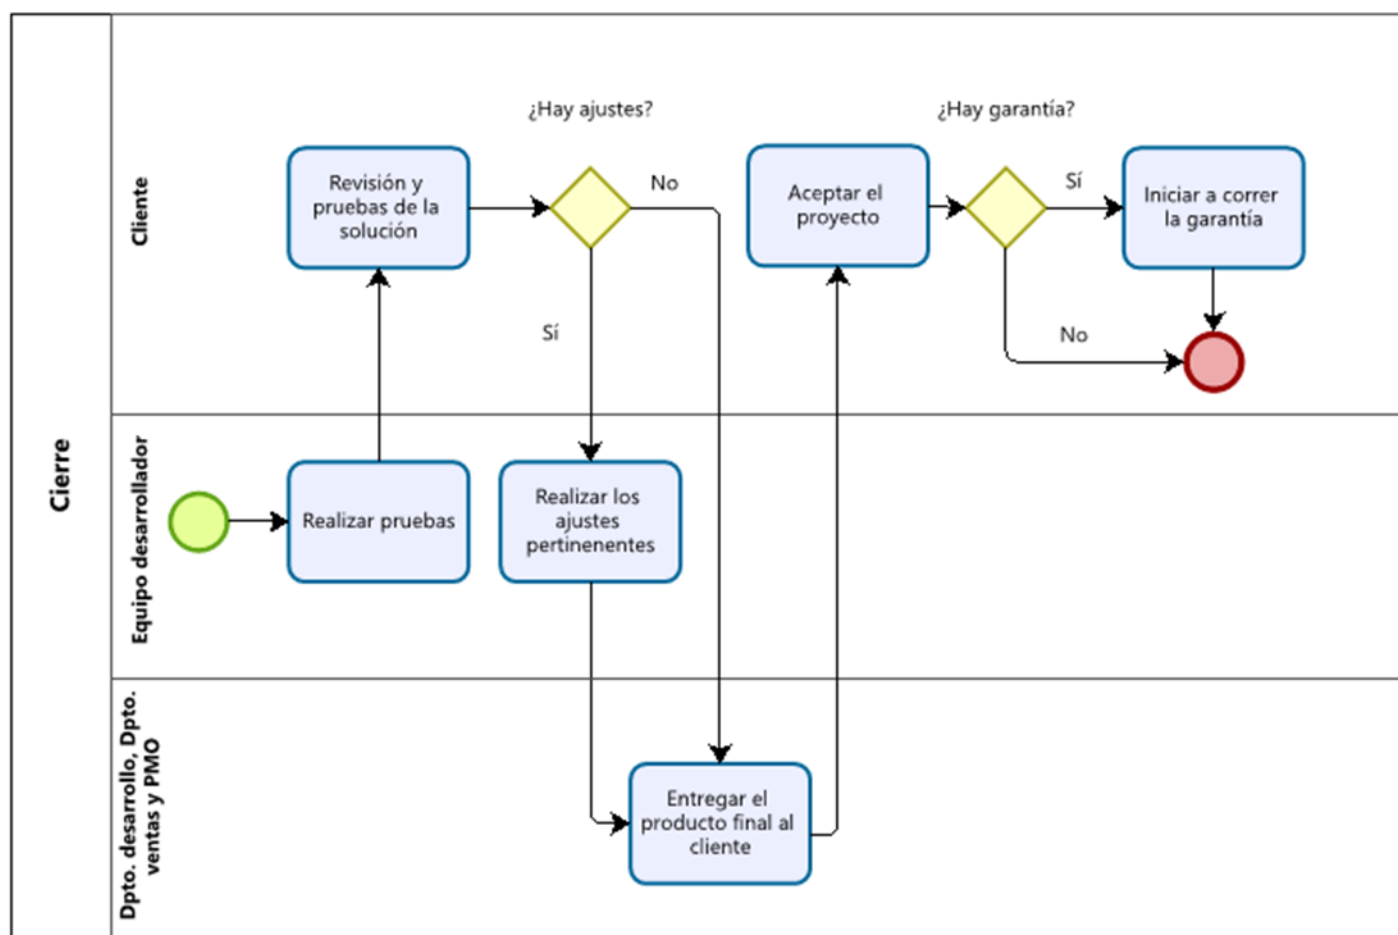 Cierre
Cliente
¿Hay ajustes?
¿Hay garantía?
Revisión y
pruebas de la
solución
No
Sí
Aceptar el
proyecto
Sí
Iniciar a correr
la garantía
No
Equipo desarrollador
Realizar pruebas
Realizar los
ajustes
pertinenentes
Dpto. desarrollo, Dpto.
ventas y PMO
Entregar el
producto final al
cliente